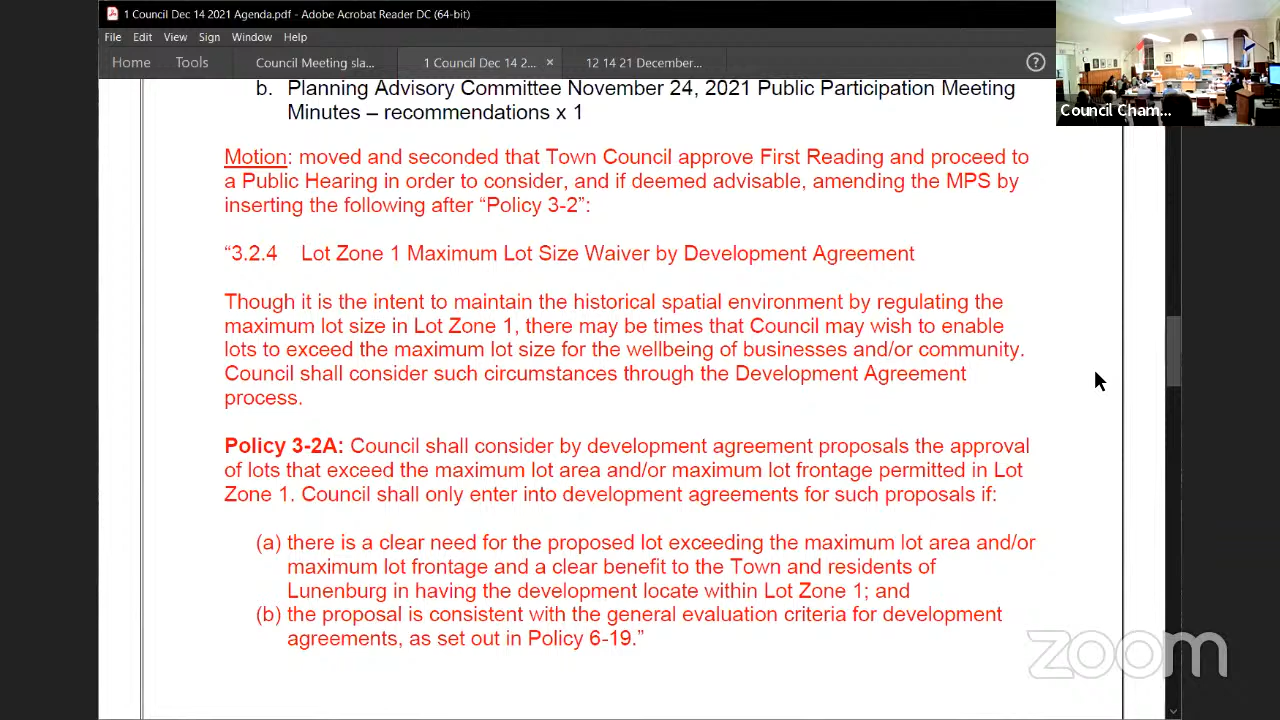 1 Council Dec 14 2021 Agenda.pdf - Adobe Acrobat Reader DC (64-bit)
File Edit View Sign Window Help
Home Tools Council Meeting sla... 1 Council Dec 14 2... × 12 14 21 December...
Council Cham...
b. Planning Advisory Committee November 24, 2021 Public Participation Meeting
Minutes – recommendations x 1
Motion: moved and seconded that Town Council approve First Reading and proceed to
a Public Hearing in order to consider, and if deemed advisable, amending the MPS by
inserting the following after “Policy 3-2”:
“3.2.4 Lot Zone 1 Maximum Lot Size Waiver by Development Agreement
Though it is the intent to maintain the historical spatial environment by regulating the
maximum lot size in Lot Zone 1, there may be times that Council may wish to enable
lots to exceed the maximum lot size for the wellbeing of businesses and/or community.
Council shall consider such circumstances through the Development Agreement
process.
Policy 3-2A: Council shall consider by development agreement proposals the approval
of lots that exceed the maximum lot area and/or maximum lot frontage permitted in Lot
Zone 1. Council shall only enter into development agreements for such proposals if:
(a) there is a clear need for the proposed lot exceeding the maximum lot area and/or
maximum lot frontage and a clear benefit to the Town and residents of
Lunenburg in having the development locate within Lot Zone 1; and
(b) the proposal is consistent with the general evaluation criteria for development
agreements, as set out in Policy 6-19.”
zoom